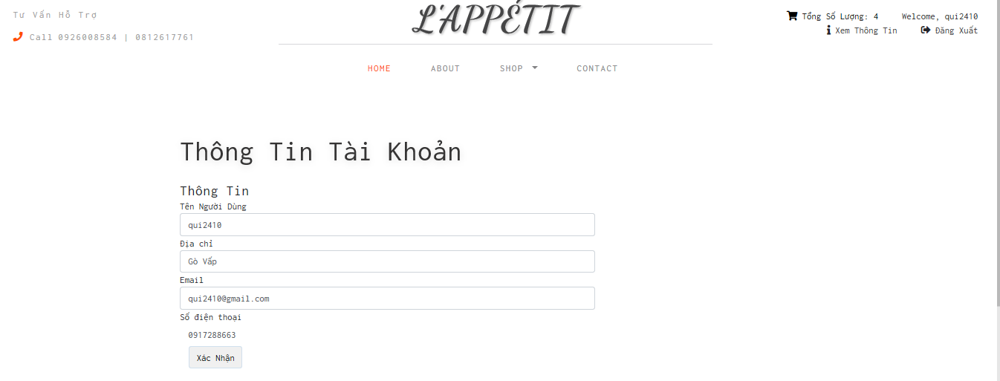 Tư Vấn Hỗ Trợ
Call 0926008584 | 0812617761
L'APPÉTIT
Tổng Số Lượng: 4 Welcome, qui2410
Xem Thông Tin Đăng Xuất
HOME ABOUT SHOP CONTACT
Thông Tin Tài Khoản
Thông Tin
Tên Người Dùng
qui2410
Địa chỉ
Gò Vấp
Email
qui2410@gmail.com
Số điện thoại
0917288663
Xác Nhận